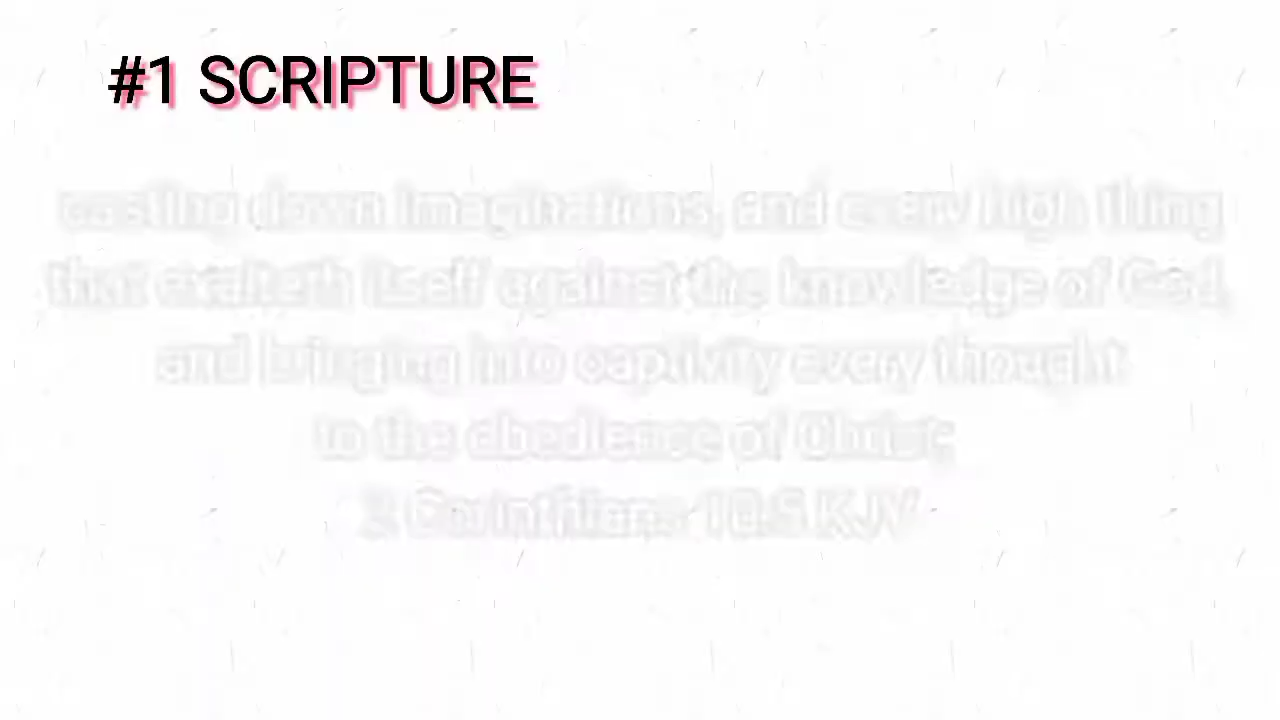 #1 SCRIPTURE
casting down imaginations, and every high thing
that exalteth itself against the knowledge of God,
and bringing into captivity every thought
to the obedience of Christ;
2 Corinthians 10:5 KJV